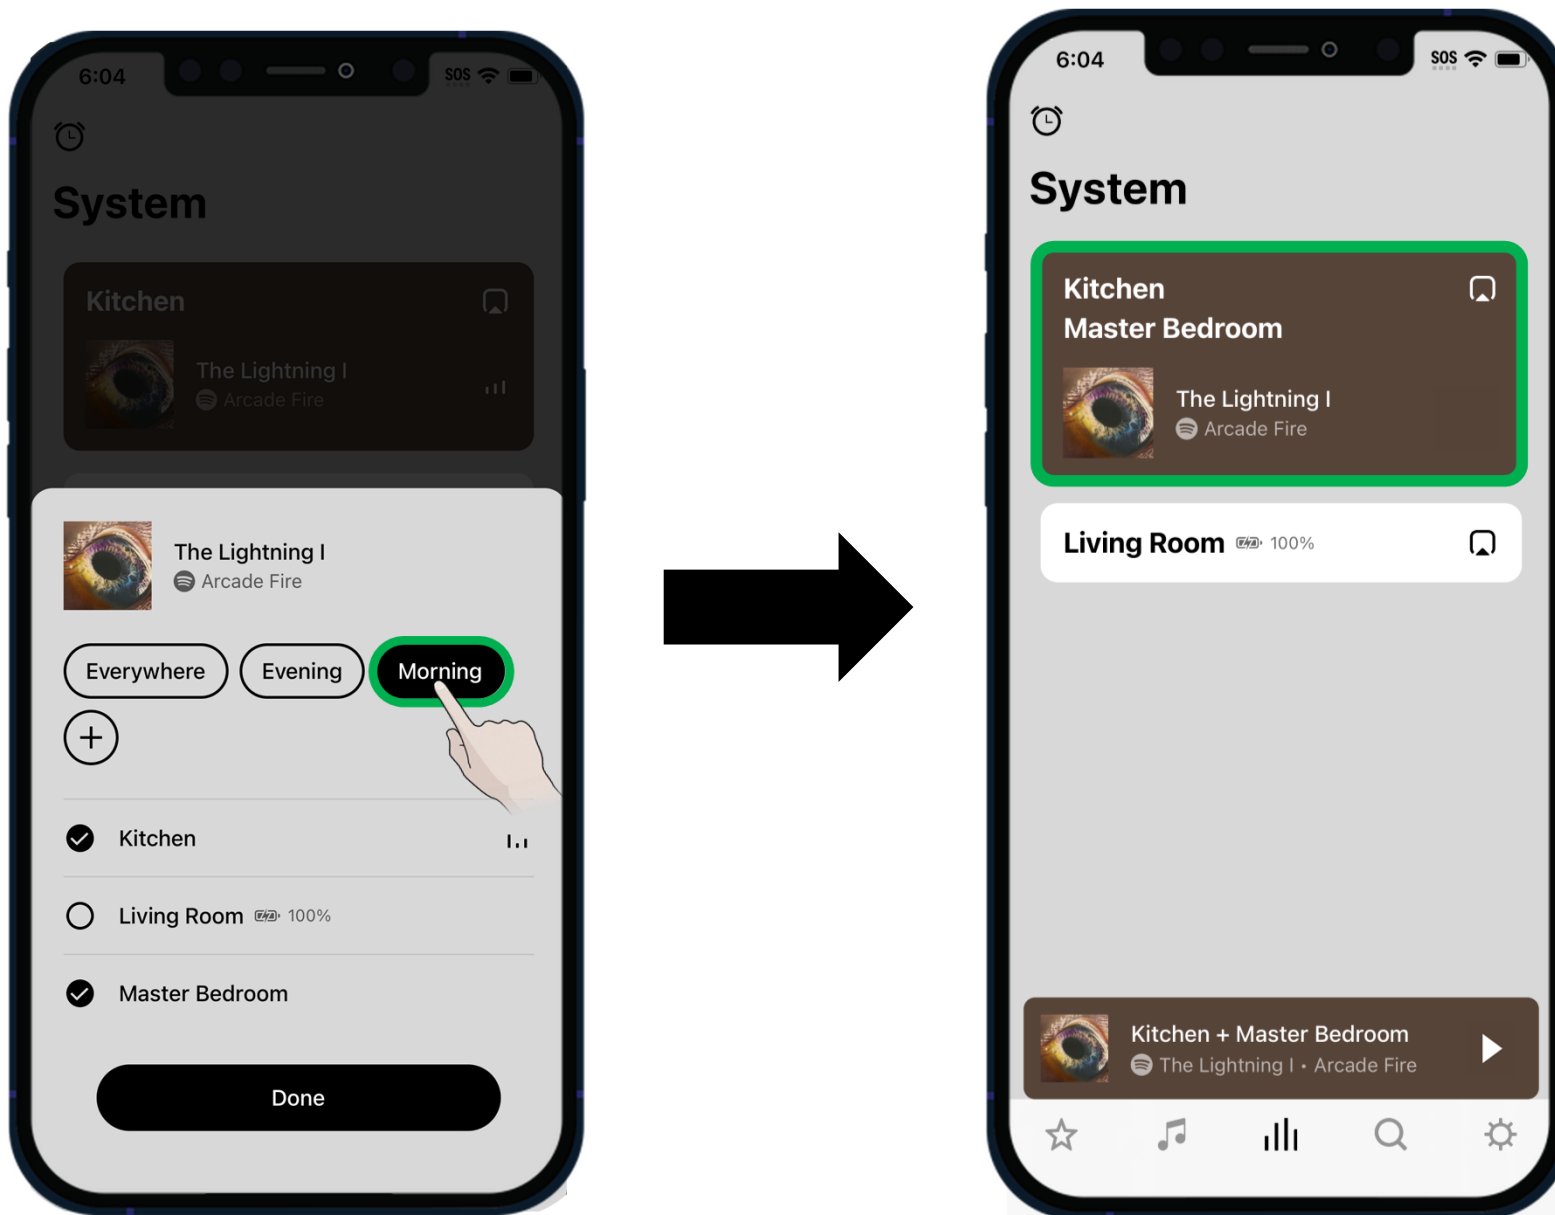 6:04
SOS
System
Kitchen
The Lightning I
Arcade Fire
The Lightning I
Arcade Fire
Everywhere
Evening
Morning
Kitchen
Living Room 100%
Master Bedroom
Done
6:04
SOS
System
Kitchen
Master Bedroom
The Lightning I
Arcade Fire
Living Room 100%
Kitchen + Master Bedroom
The Lightning I • Arcade Fire